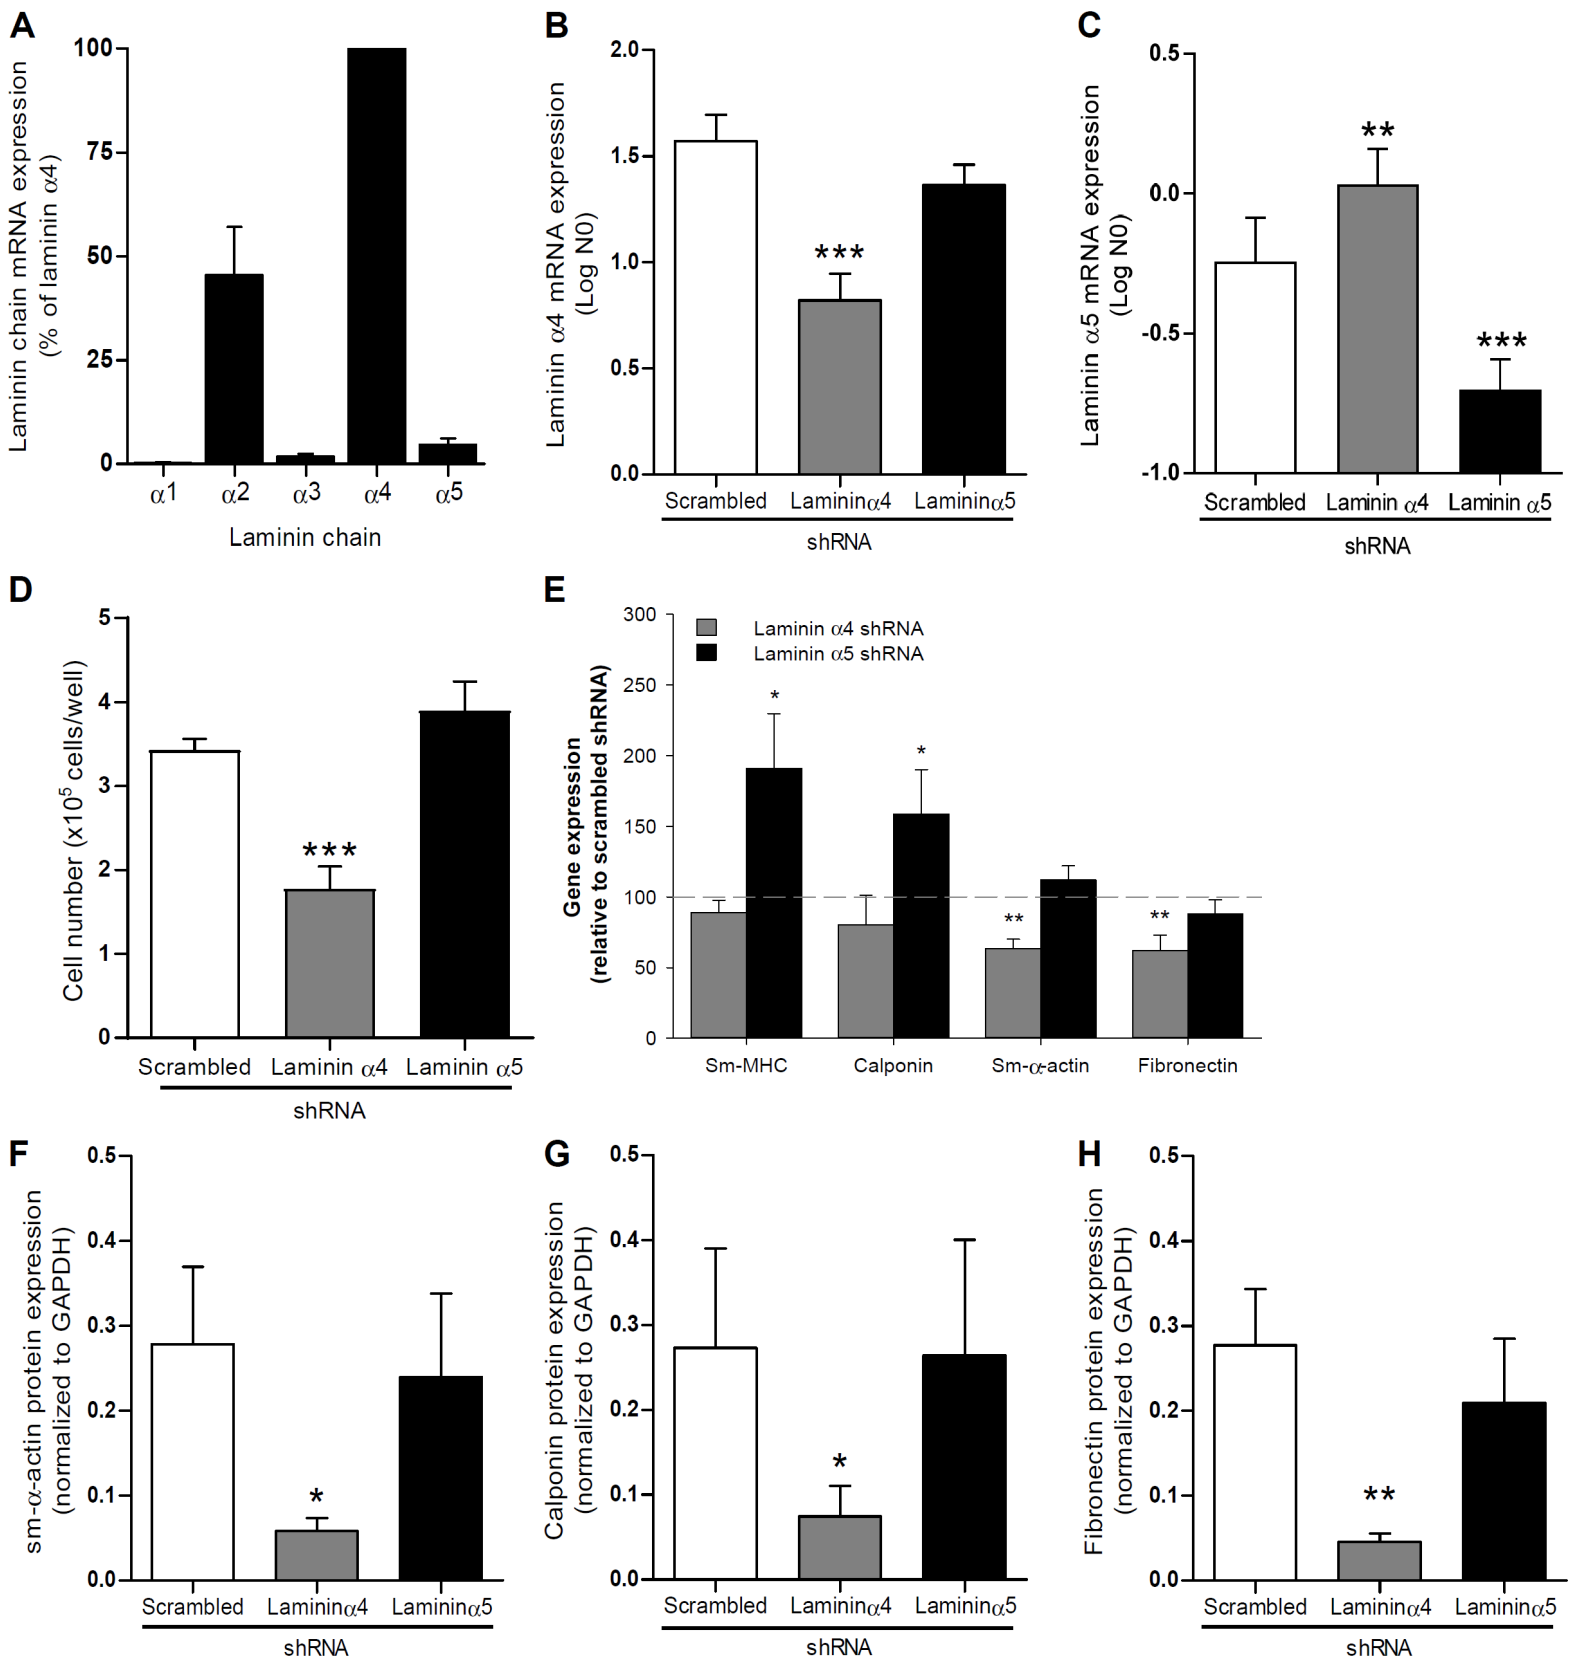 A
Laminin chain mRNA expression
(% of laminin α4)
100
75
50
25
0
α1 α2 α3 α4 α5
Laminin chain
B
Laminin α4 mRNA expression
(Log N0)
2.0
1.5
1.0
0.5
0.0
***
Scrambled Lamininα4 Lamininα5
shRNA
C
Laminin α5 mRNA expression
(Log N0)
0.5
0.0
-0.5
-1.0
**
***
Scrambled Laminin α4 Laminin α5
shRNA
D
Cell number (x10⁵ cells/well)
5
4
3
2
1
0
***
Scrambled Laminin α4 Laminin α5
shRNA
E
Gene expression
(relative to scrambled shRNA)
300
250
200
150
100
50
0
Laminin α4 shRNA
Laminin α5 shRNA
*
*
**
**
Sm-MHC Calponin Sm-α-actin Fibronectin
F
sm-α-actin protein expression
(normalized to GAPDH)
0.5
0.4
0.3
0.2
0.1
0.0
*
Scrambled Lamininα4 Lamininα5
shRNA
G
Calponin protein expression
(normalized to GAPDH)
0.5
0.4
0.3
0.2
0.1
0.0
*
Scrambled Lamininα4 Lamininα5
shRNA
H
Fibronectin protein expression
(normalized to GAPDH)
0.5
0.4
0.3
0.2
0.1
0.0
**
Scrambled Lamininα4 Lamininα5
shRNA